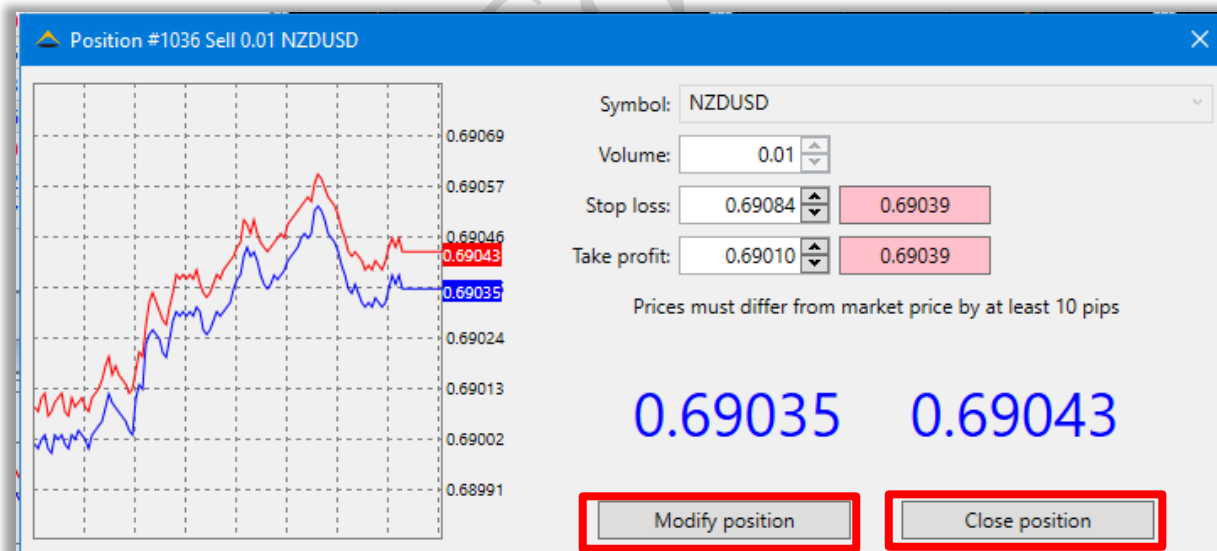 Position #1036 Sell 0.01 NZDUSD
Symbol: NZDUSD
Volume: 0.01
Stop loss: 0.69084 0.69039
Take profit: 0.69010 0.69039
Prices must differ from market price by at least 10 pips
0.69035 0.69043
Modify position Close position
0.69069
0.69057
0.69046
0.69043
0.69035
0.69024
0.69013
0.69002
0.68991